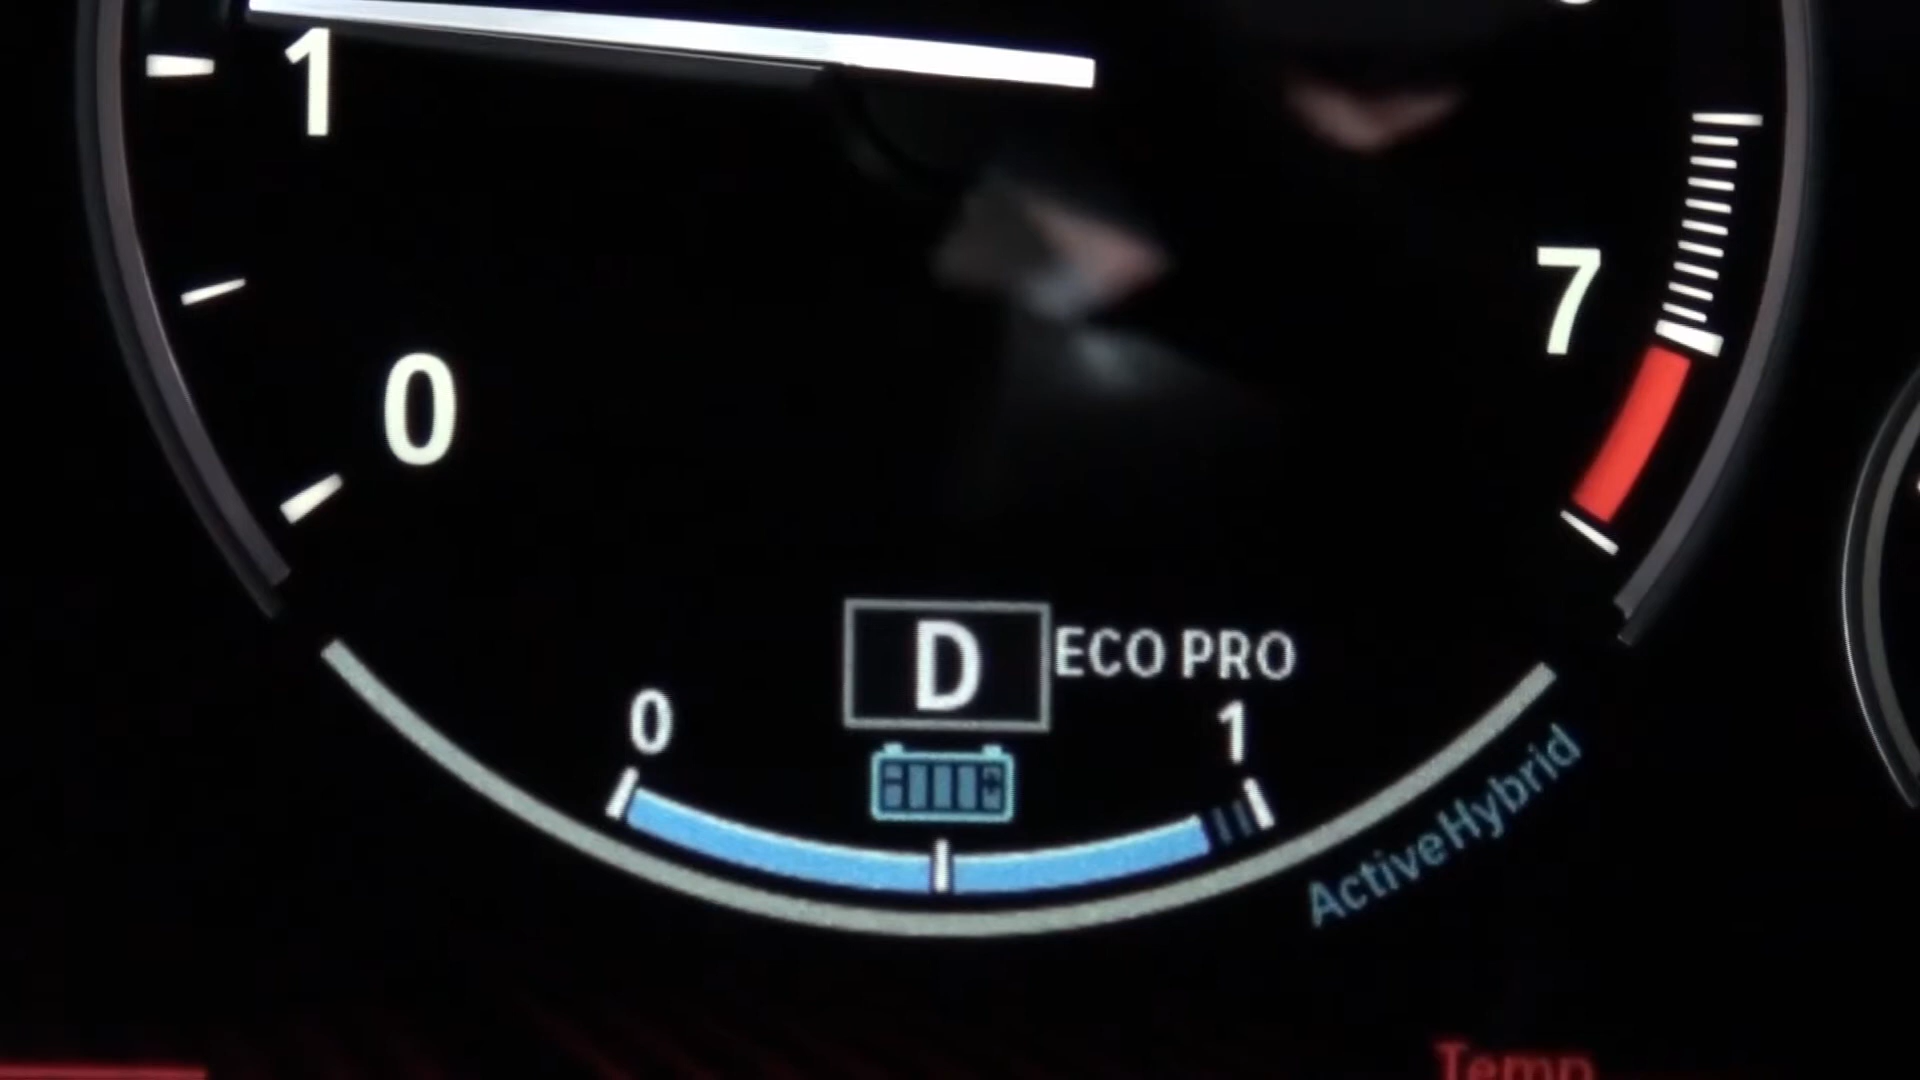 1
7
0
D ECO PRO
0 1
ActiveHybrid
Temp